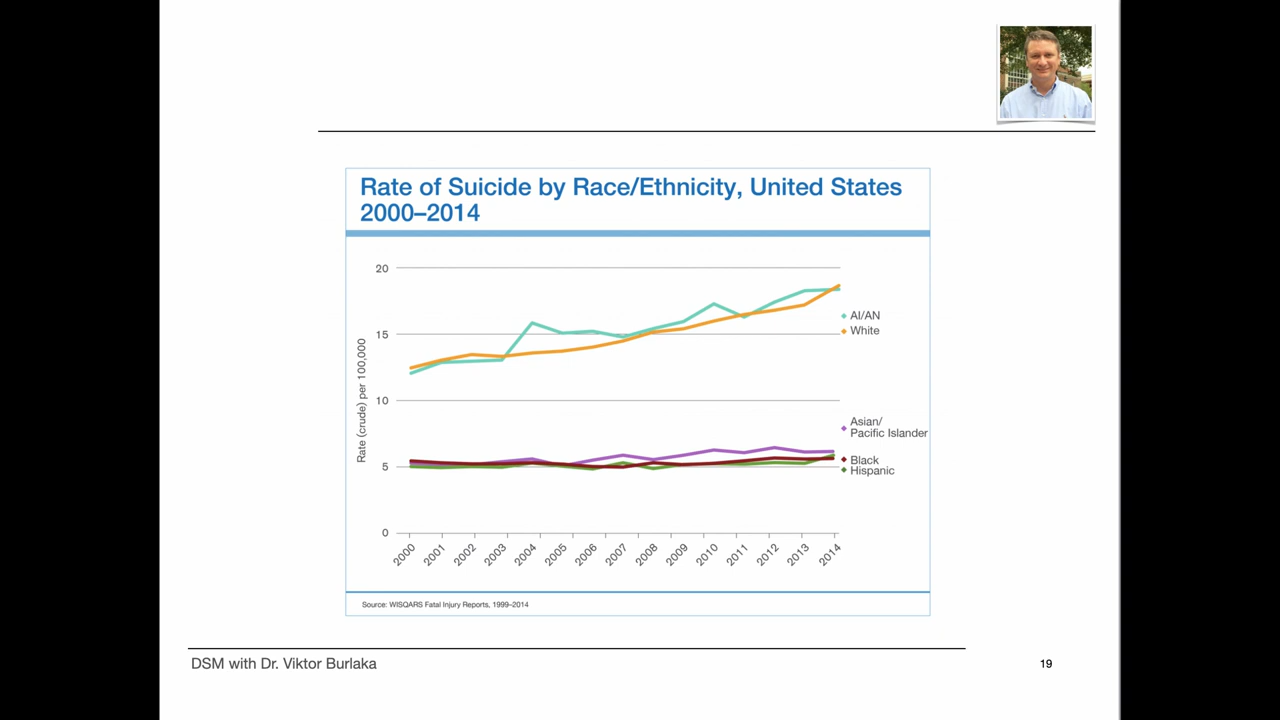 Rate of Suicide by Race/Ethnicity, United States
2000–2014
20
15
10
5
0
Rate (crude) per 100,000
AI/AN
White
Asian/
Pacific Islander
Black
Hispanic
2000
2001
2002
2003
2004
2005
2006
2007
2008
2009
2010
2011
2012
2013
2014
Source: WISQARS Fatal Injury Reports, 1999–2014
DSM with Dr. Viktor Burlaka
19